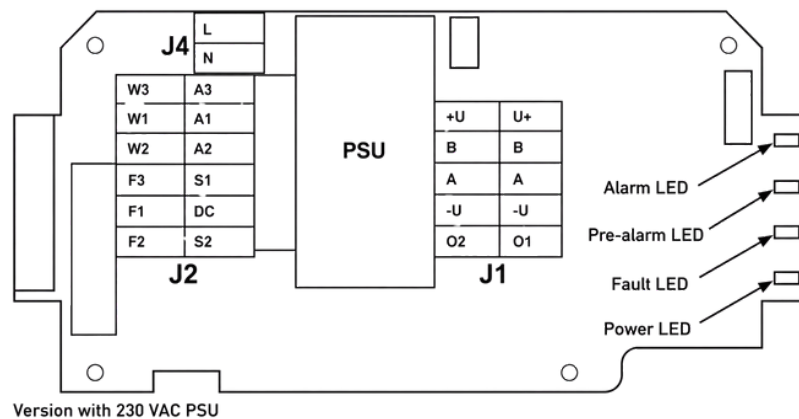 J4
L
N
W3 A3
W1 A1
W2 A2
F3 S1
F1 DC
F2 S2
J2
PSU
+U U+
B B
A A
-U -U
O2 O1
J1
Alarm LED
Pre-alarm LED
Fault LED
Power LED
Version with 230 VAC PSU